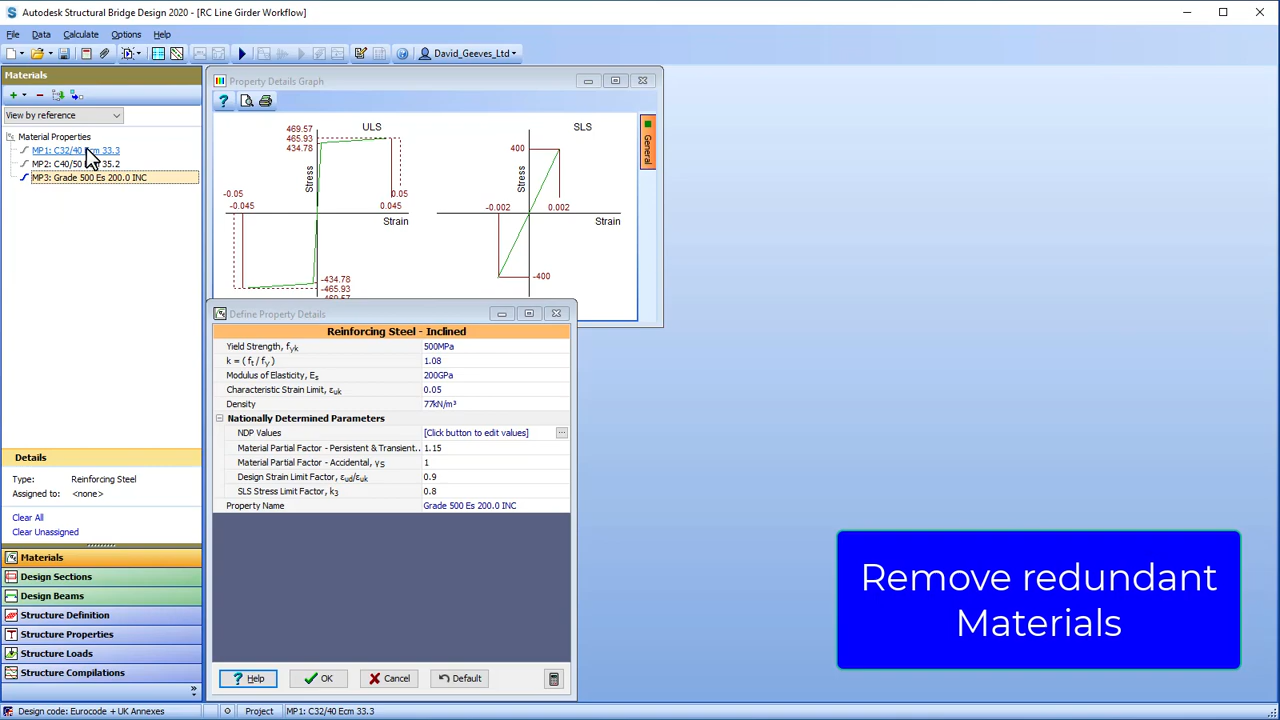 Autodesk Structural Bridge Design 2020 - [RC Line Girder Workflow]
File Data Calculate Options Help
David_Geeves_Ltd
Materials
View by reference
Material Properties
MP1: C32/40 Ecm 33.3
MP2: C40/50 35.2
MP3: Grade 500 Es 200.0 INC
Details
Type: Reinforcing Steel
Assigned to: <none>
Clear All
Clear Unassigned
Materials
Design Sections
Design Beams
Structure Definition
Structure Properties
Structure Loads
Structure Compilations
Property Details Graph
General
ULS
469.57
465.93
434.78
Stress
-0.05
-0.045
0.05
0.045
Strain
-434.78
-465.93
-469.57
SLS
400
Stress
-0.002
0.002
Strain
-400
Define Property Details
Reinforcing Steel - Inclined
Yield Strength, fyk 500MPa
k = ( ft / fy ) 1.08
Modulus of Elasticity, Es 200GPa
Characteristic Strain Limit, εuk 0.05
Density 77kN/m³
Nationally Determined Parameters
NDP Values [Click button to edit values] ...
Material Partial Factor - Persistent & Transient... 1.15
Material Partial Factor - Accidental, γs 1
Design Strain Limit Factor, εud/εuk 0.9
SLS Stress Limit Factor, k3 0.8
Property Name Grade 500 Es 200.0 INC
Help OK Cancel Default
Remove redundant
Materials
Design code: Eurocode + UK Annexes Project MP1: C32/40 Ecm 33.3